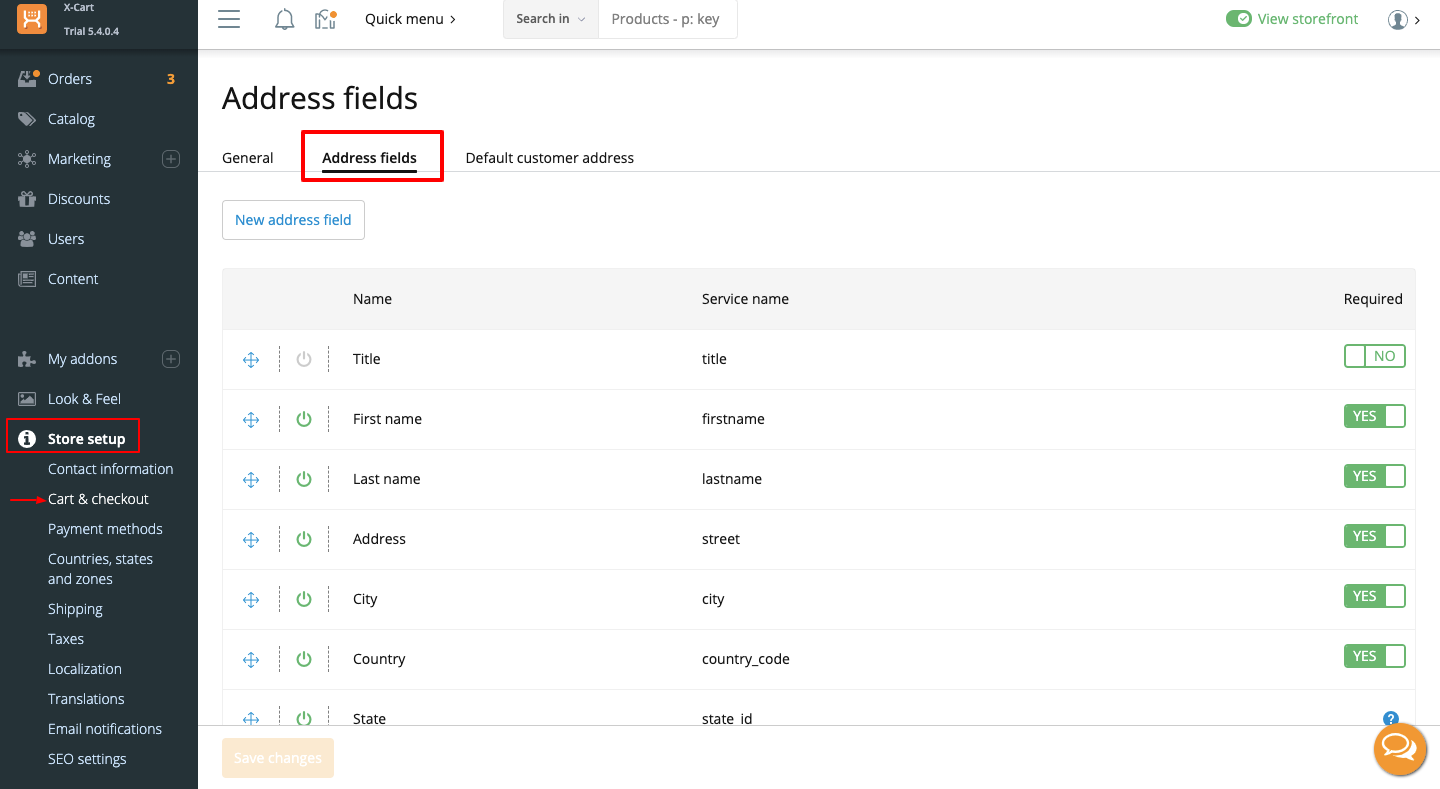 X-Cart
Trial 5.4.0.4
Quick menu
Search in
Products - p: key
View storefront
Orders 3
Catalog
Marketing
Discounts
Users
Content
My addons
Look & Feel
Store setup
Contact information
Cart & checkout
Payment methods
Countries, states
and zones
Shipping
Taxes
Localization
Translations
Email notifications
SEO settings
Address fields
General Address fields Default customer address
New address field
Name Service name Required
Title title NO
First name firstname YES
Last name lastname YES
Address street YES
City city YES
Country country_code YES
State state_id ?
Save changes